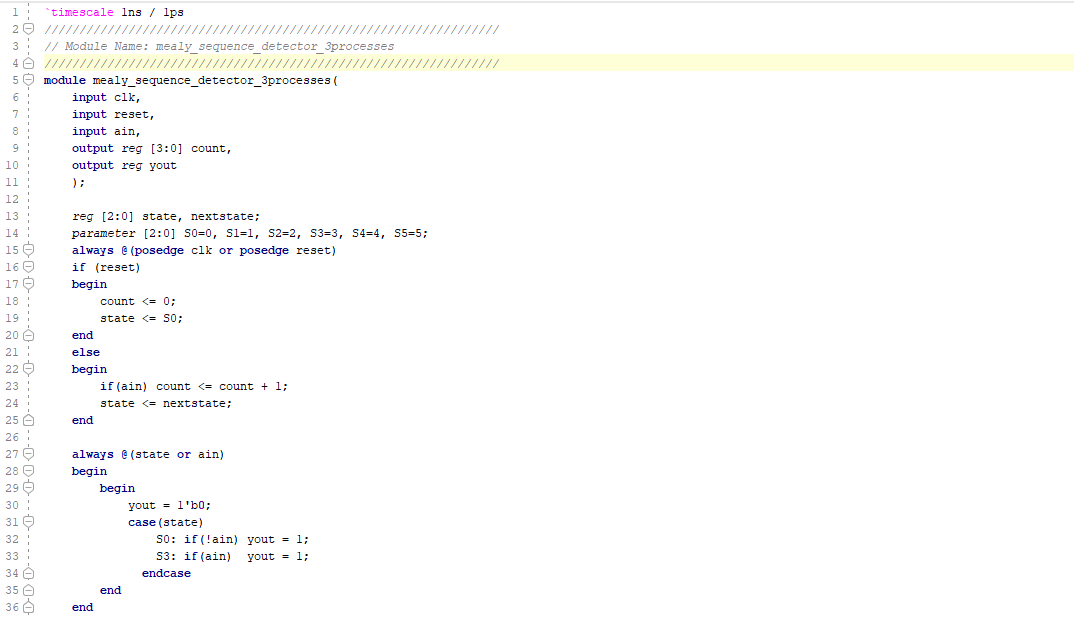 1 `timescale 1ns / 1ps
2 /////////////////////////////////////////////////////////////////
3 // Module Name: mealy_sequence_detector_3processes
4 /////////////////////////////////////////////////////////////////
5 module mealy_sequence_detector_3processes(
6 input clk,
7 input reset,
8 input ain,
9 output reg [3:0] count,
10 output reg yout
11 );
12
13 reg [2:0] state, nextstate;
14 parameter [2:0] S0=0, S1=1, S2=2, S3=3, S4=4, S5=5;
15 always @(posedge clk or posedge reset)
16 if (reset)
17 begin
18 count <= 0;
19 state <= S0;
20 end
21 else
22 begin
23 if(ain) count <= count + 1;
24 state <= nextstate;
25 end
26
27 always @(state or ain)
28 begin
29 begin
30 yout = 1'b0;
31 case(state)
32 S0: if(!ain) yout = 1;
33 S3: if(ain)  yout = 1;
34 endcase
35 end
36 end